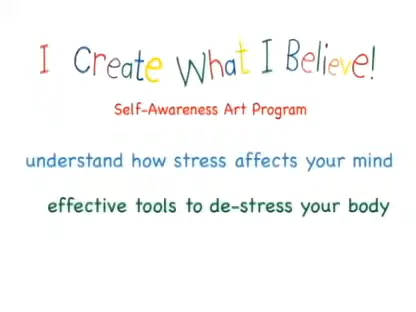 I Create What I Believe!
Self-Awareness Art Program
understand how stress affects your mind
effective tools to de-stress your body